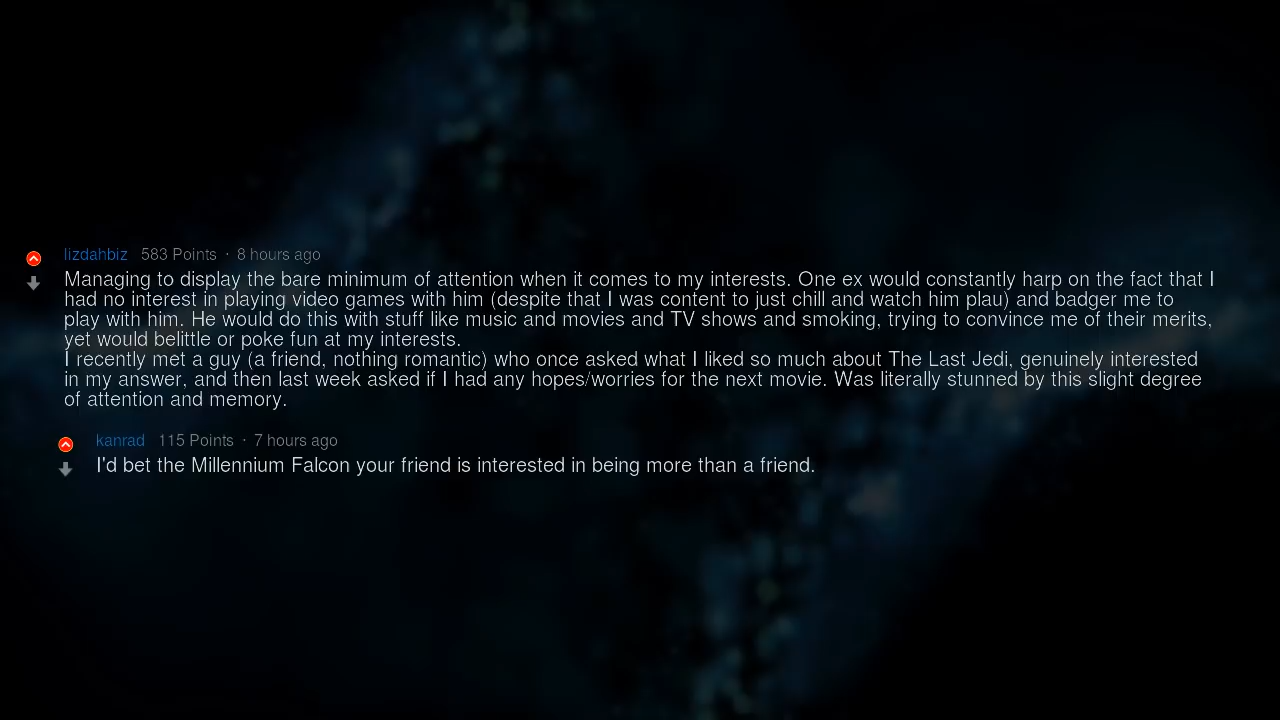 lizdahbiz 583 Points · 8 hours ago
Managing to display the bare minimum of attention when it comes to my interests. One ex would constantly harp on the fact that I
had no interest in playing video games with him (despite that I was content to just chill and watch him plau) and badger me to
play with him. He would do this with stuff like music and movies and TV shows and smoking, trying to convince me of their merits,
yet would belittle or poke fun at my interests.
I recently met a guy (a friend, nothing romantic) who once asked what I liked so much about The Last Jedi, genuinely interested
in my answer, and then last week asked if I had any hopes/worries for the next movie. Was literally stunned by this slight degree
of attention and memory.
kanrad 115 Points · 7 hours ago
I'd bet the Millennium Falcon your friend is interested in being more than a friend.